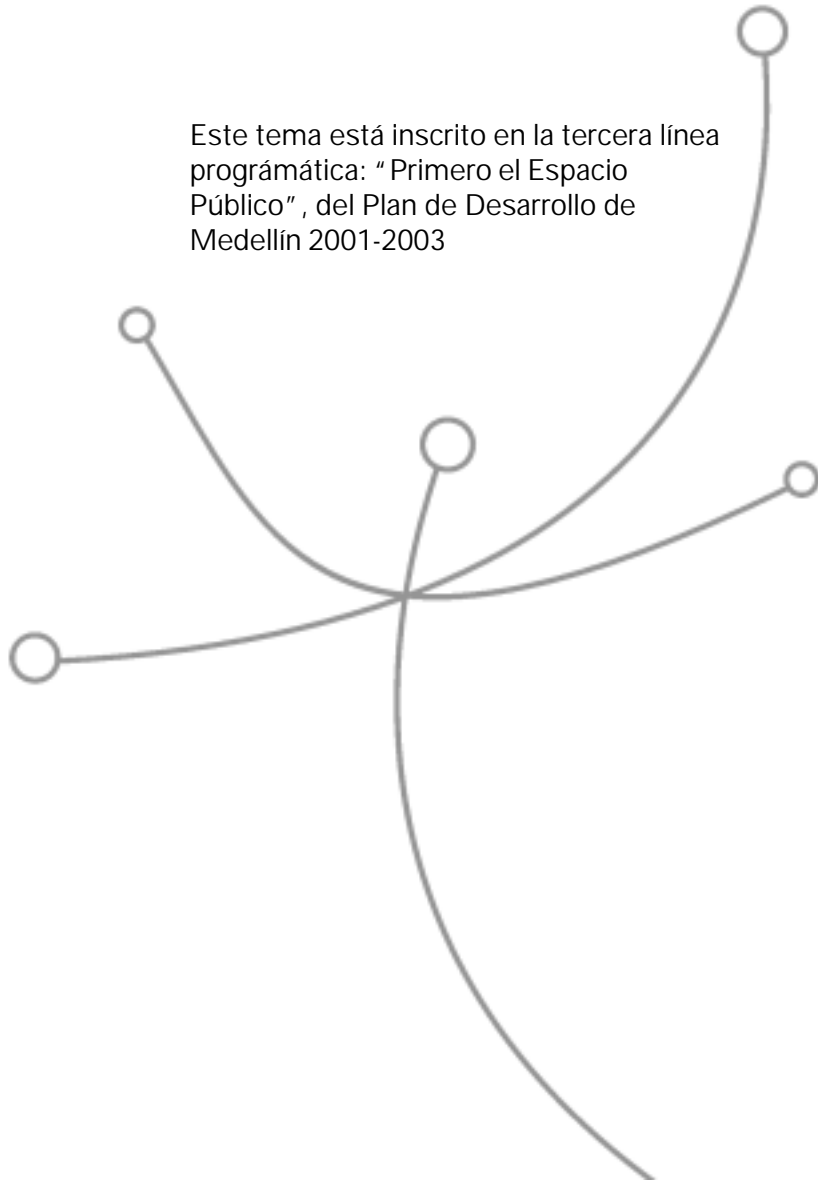 Este tema está inscrito en la tercera línea
prográmática: “Primero el Espacio
Público”, del Plan de Desarrollo de
Medellín 2001-2003